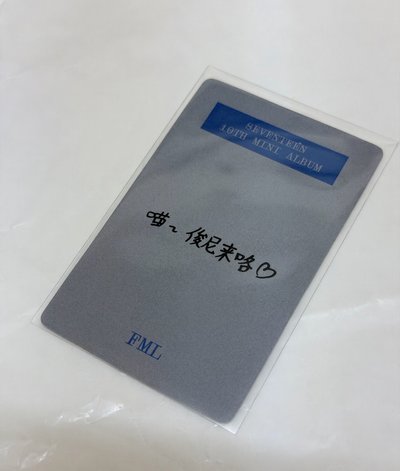 SEVENTEEN
10TH MINI ALBUM
喵~俊尼来咯♡
FML